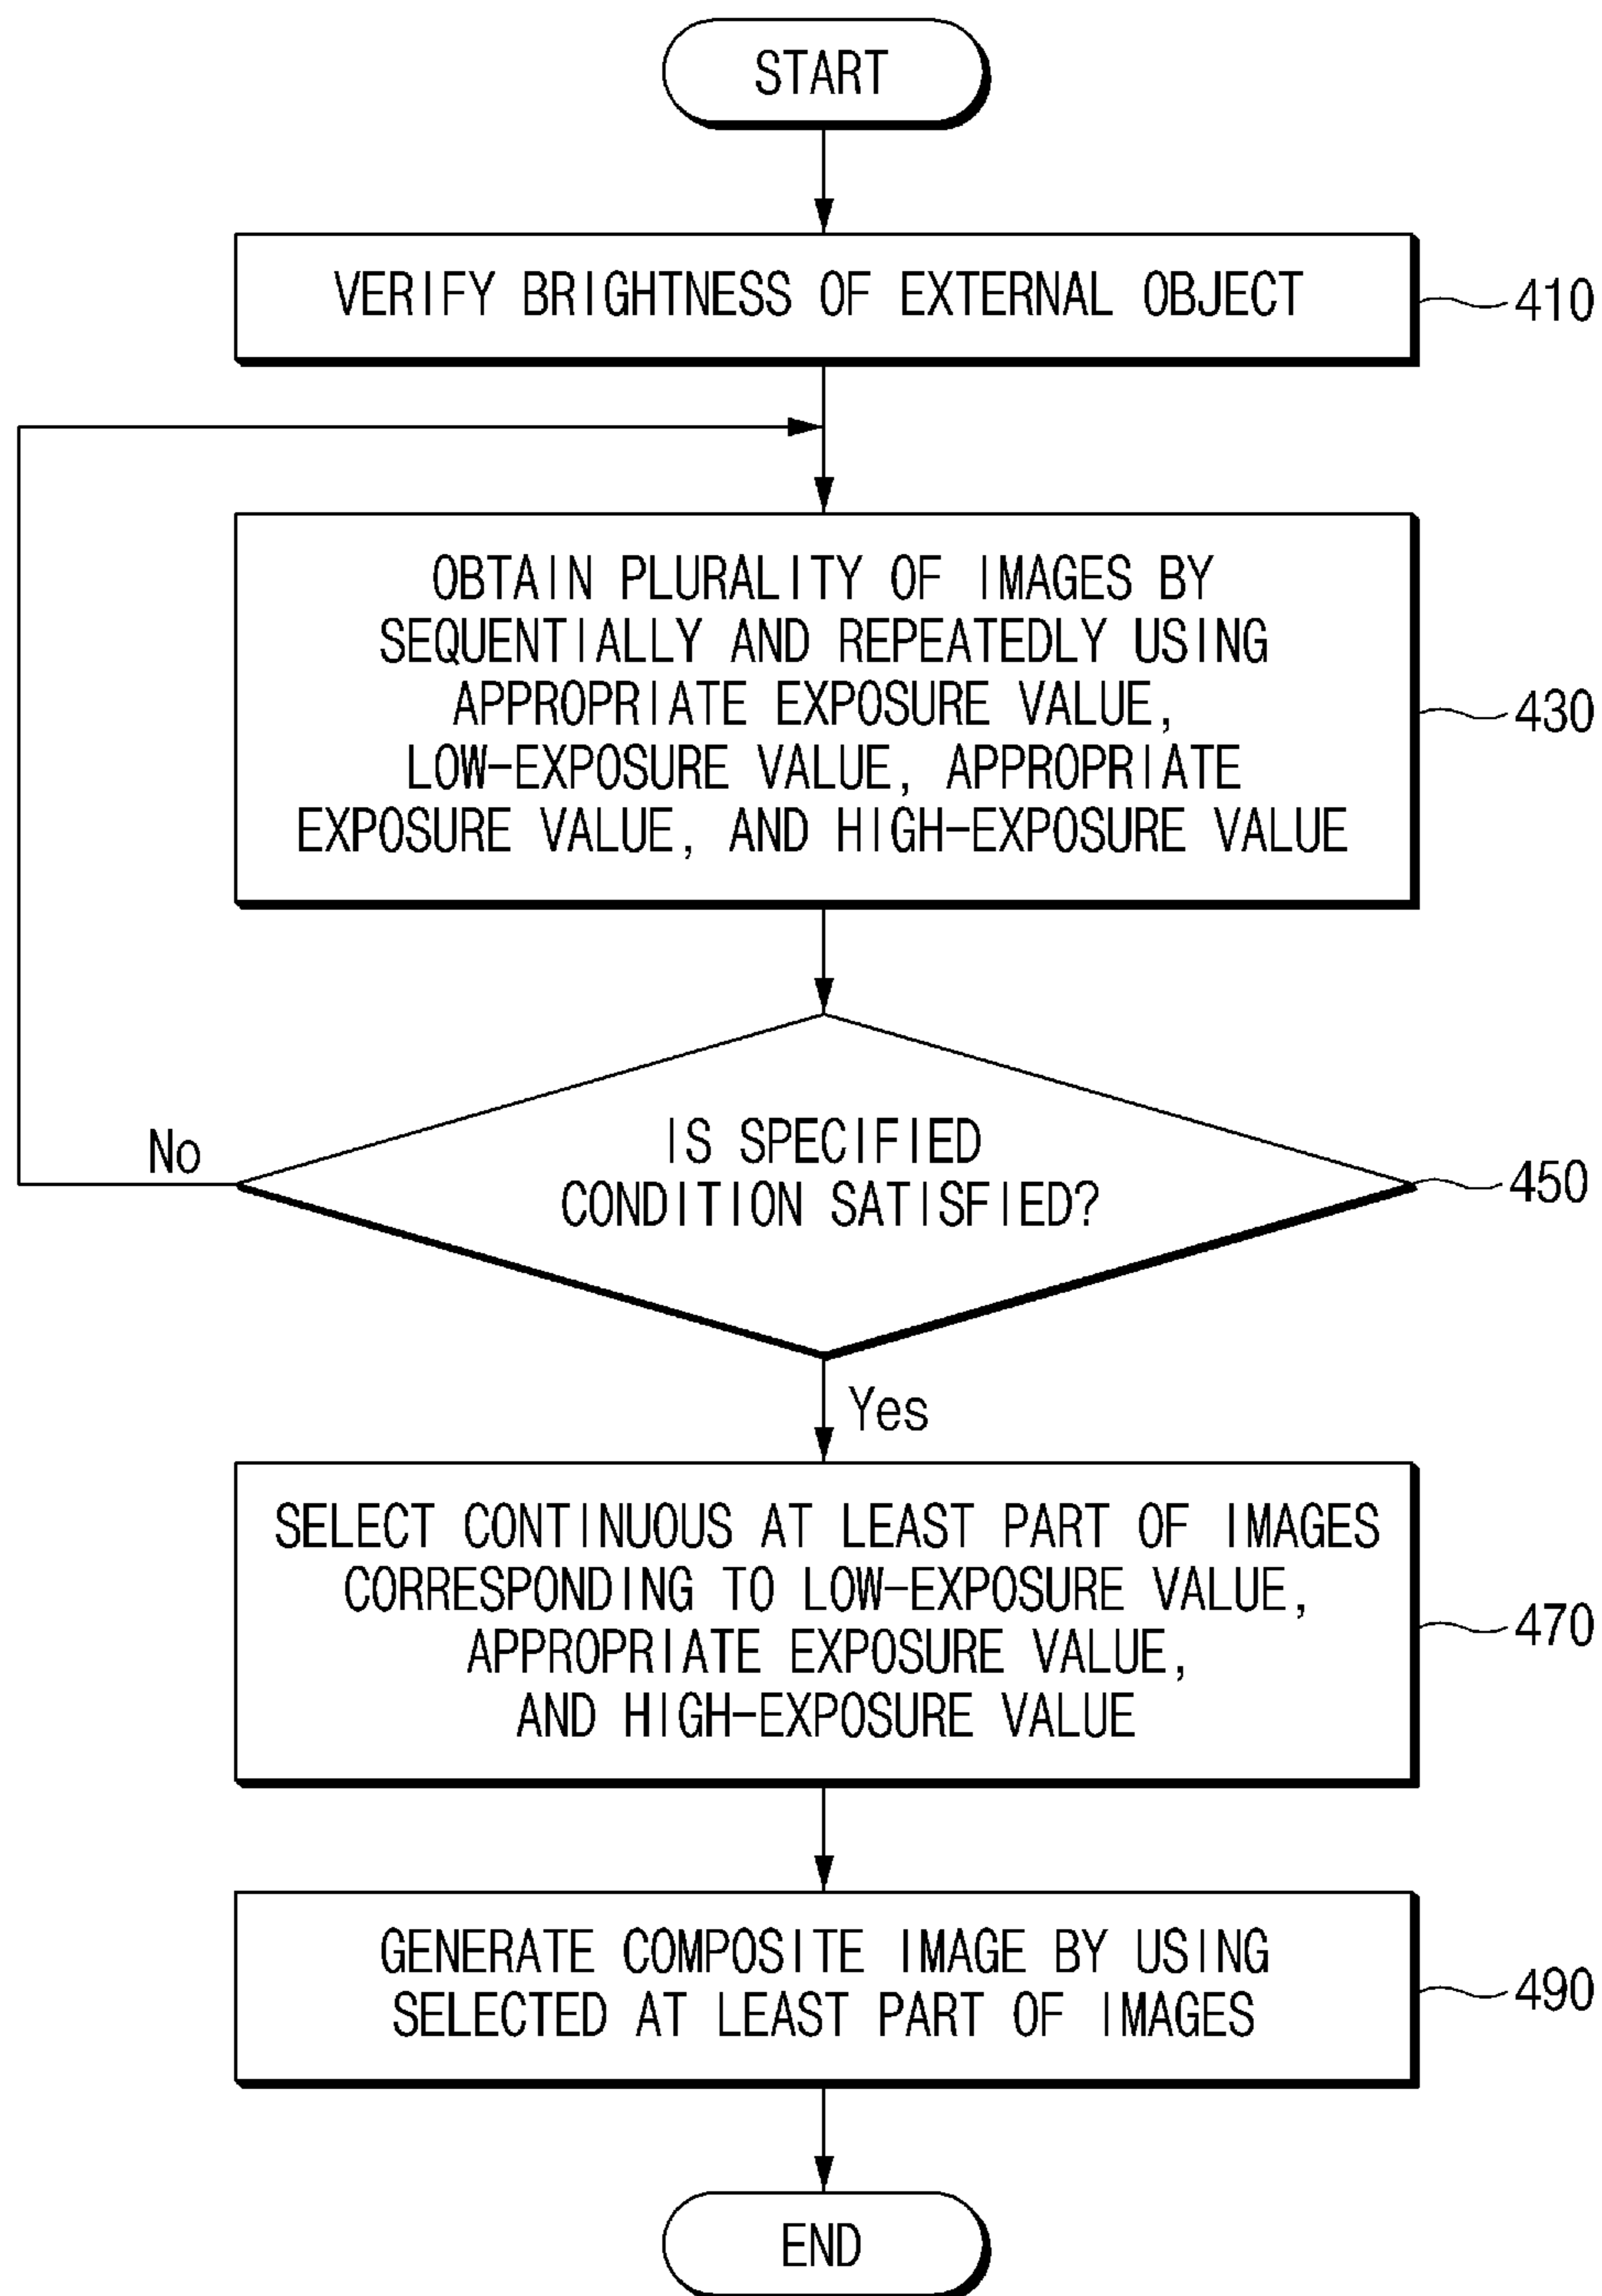 START
VERIFY BRIGHTNESS OF EXTERNAL OBJECT
410
OBTAIN PLURALITY OF IMAGES BY
SEQUENTIALLY AND REPEATEDLY USING
APPROPRIATE EXPOSURE VALUE,
LOW-EXPOSURE VALUE, APPROPRIATE
EXPOSURE VALUE, AND HIGH-EXPOSURE VALUE
430
IS SPECIFIED
CONDITION SATISFIED?
No
450
Yes
SELECT CONTINUOUS AT LEAST PART OF IMAGES
CORRESPONDING TO LOW-EXPOSURE VALUE,
APPROPRIATE EXPOSURE VALUE,
AND HIGH-EXPOSURE VALUE
470
GENERATE COMPOSITE IMAGE BY USING
SELECTED AT LEAST PART OF IMAGES
490
END